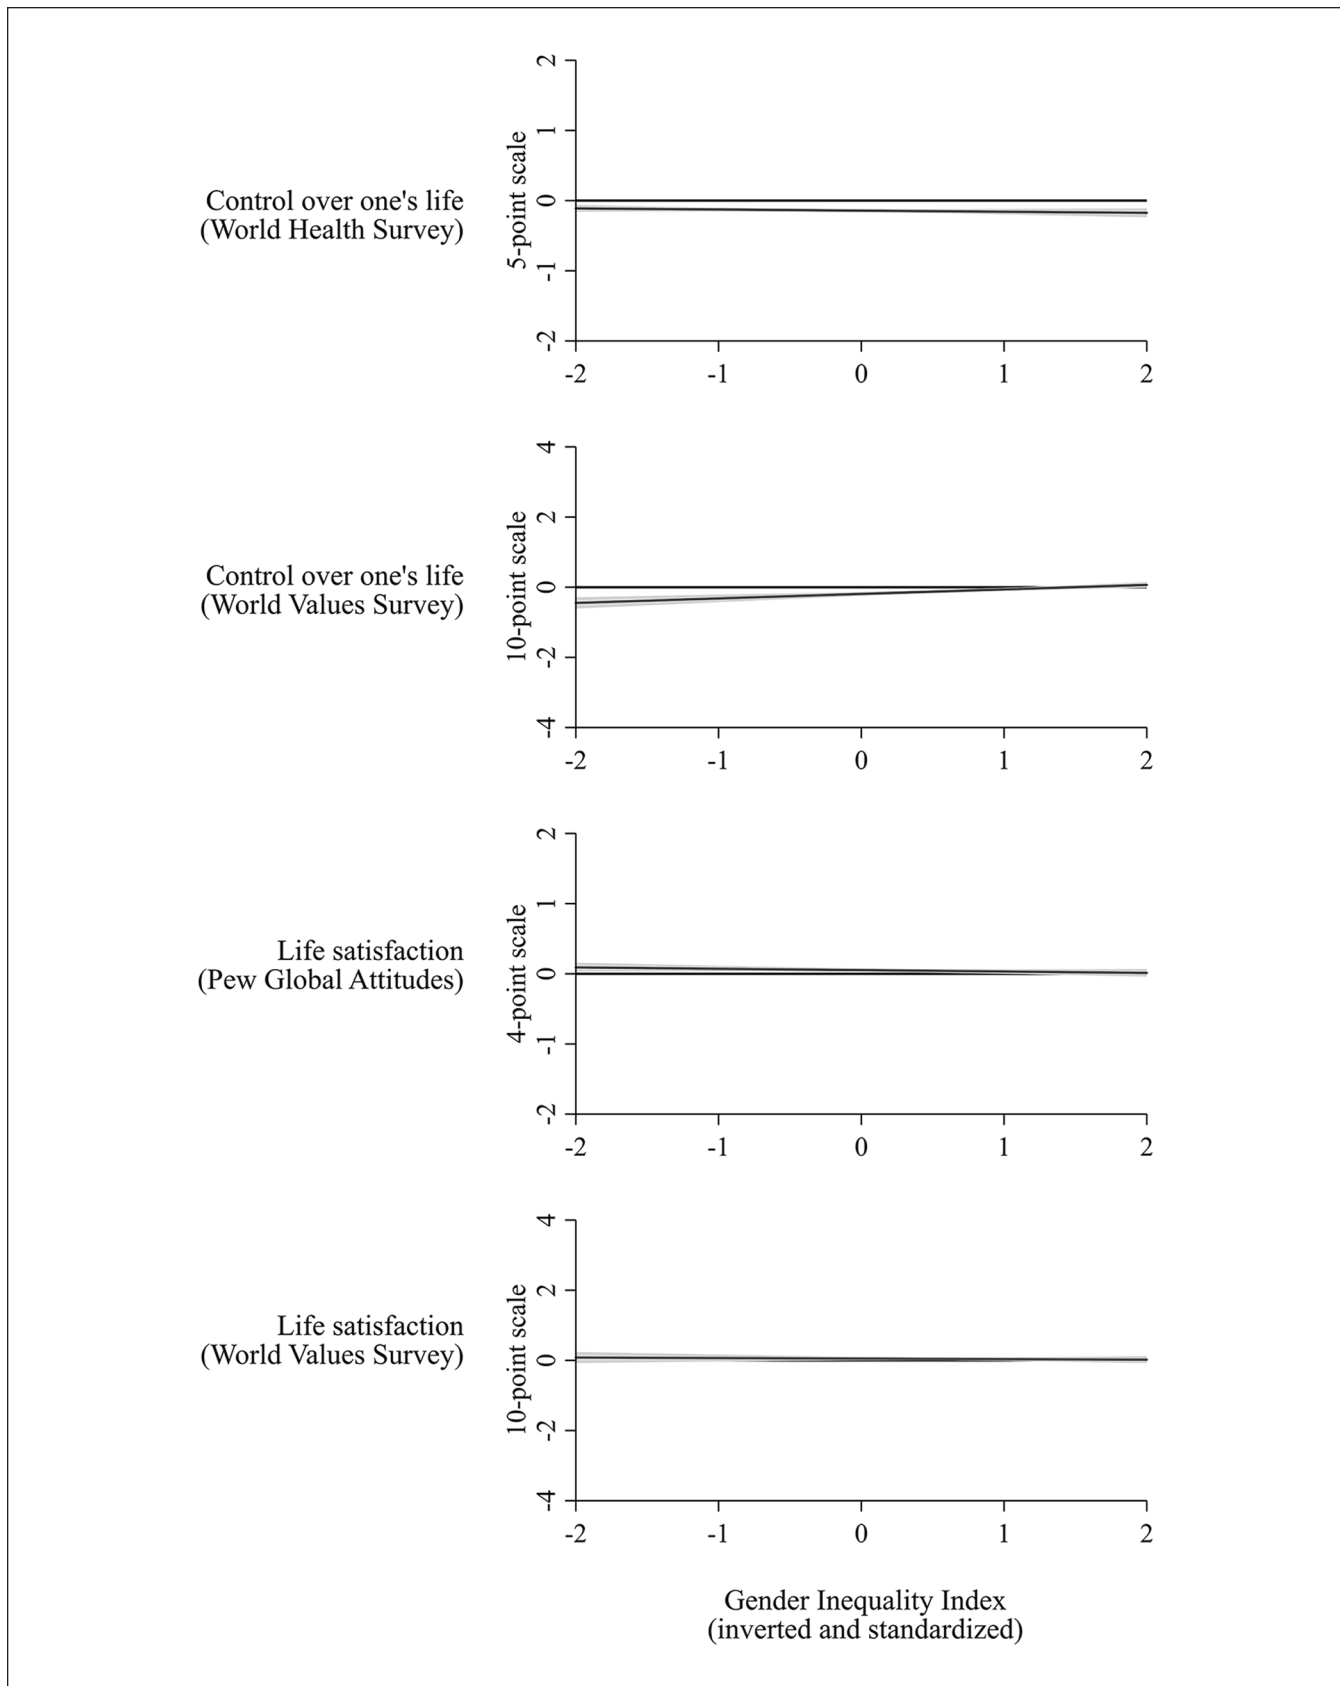 Control over one's life
(World Health Survey)
5-point scale
2
1
0
-1
-2
-2 -1 0 1 2
Control over one's life
(World Values Survey)
10-point scale
4
2
0
-2
-4
-2 -1 0 1 2
Life satisfaction
(Pew Global Attitudes)
4-point scale
2
1
0
-1
-2
-2 -1 0 1 2
Life satisfaction
(World Values Survey)
10-point scale
4
2
0
-2
-4
-2 -1 0 1 2
Gender Inequality Index
(inverted and standardized)